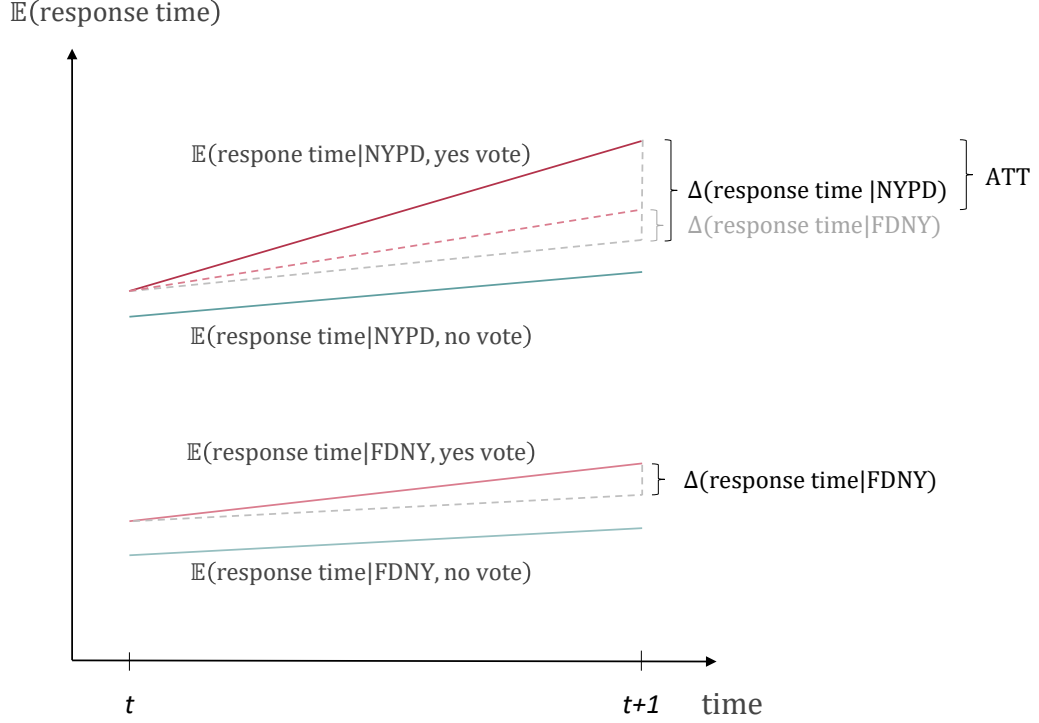 𝔼(response time)
𝔼(respone time|NYPD, yes vote)
ATT
Δ(response time |NYPD)
Δ(response time|FDNY)
𝔼(response time|NYPD, no vote)
𝔼(response time|FDNY, yes vote)
Δ(response time|FDNY)
𝔼(response time|FDNY, no vote)
t
t+1
time